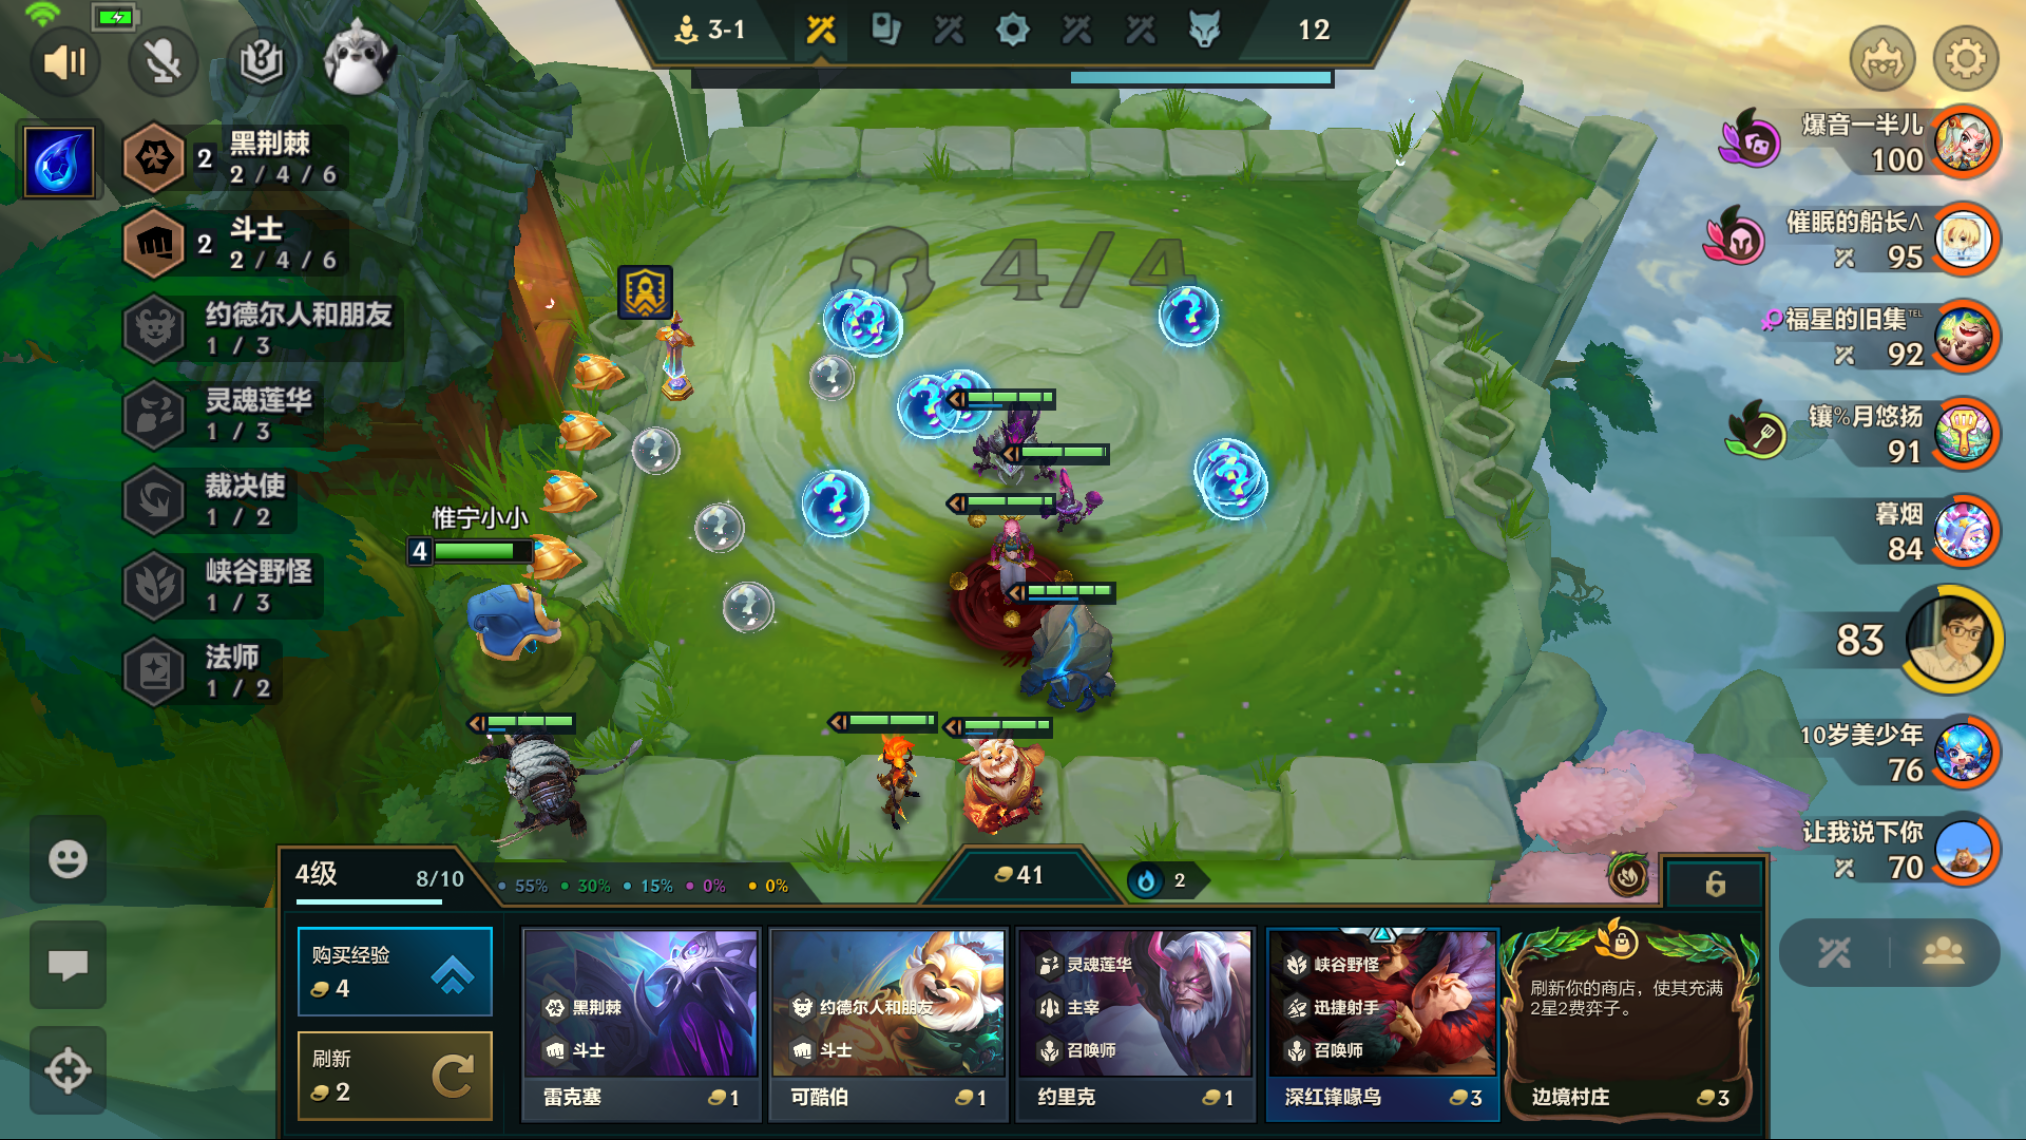 3-1
12
黑荆棘
2
2 / 4 / 6
斗士
2
2 / 4 / 6
约德尔人和朋友
1 / 3
灵魂莲华
1 / 3
裁决使
1 / 2
峡谷野怪
1 / 3
法师
1 / 2
4/4
惟宁小小
4
爆音一半儿
100
催眠的船长Λ
95
福星的旧集TEL
92
镶%月悠扬
91
暮烟
84
83
10岁美少年
76
让我说下你
70
4级
8/10
55%
30%
15%
0%
0%
41
2
购买经验
4
刷新
2
黑荆棘
斗士
雷克塞
1
约德尔人和朋友
斗士
可酷伯
1
灵魂莲华
主宰
召唤师
约里克
1
峡谷野怪
迅捷射手
召唤师
深红锋喙鸟
3
刷新你的商店，使其充满
2星2费弈子。
边境村庄
3